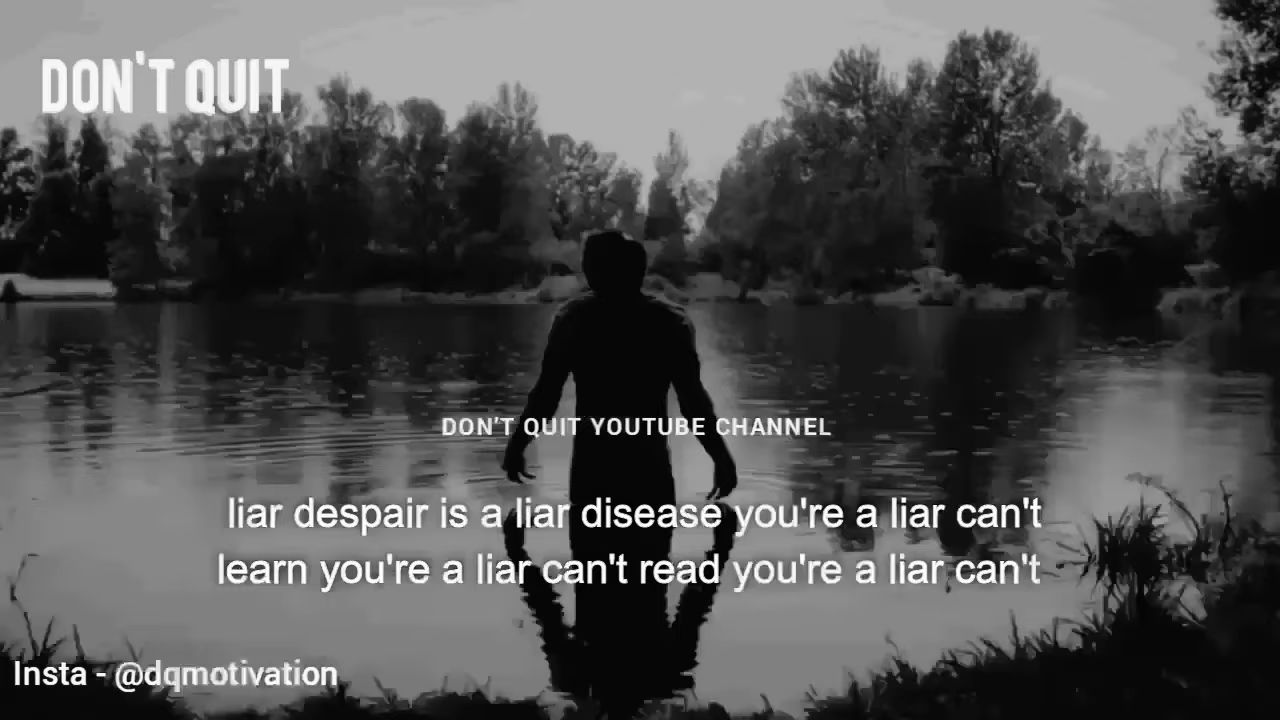 DON'T QUIT
DON'T QUIT YOUTUBE CHANNEL
liar despair is a liar disease you're a liar can't
learn you're a liar can't read you're a liar can't
Insta - @dqmotivation